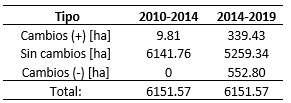 Tipo 2010-2014 2014-2019
Cambios (+) [ha] 9.81 339.43
Sin cambios [ha] 6141.76 5259.34
Cambios (-) [ha] 0 552.80
Total: 6151.57 6151.57